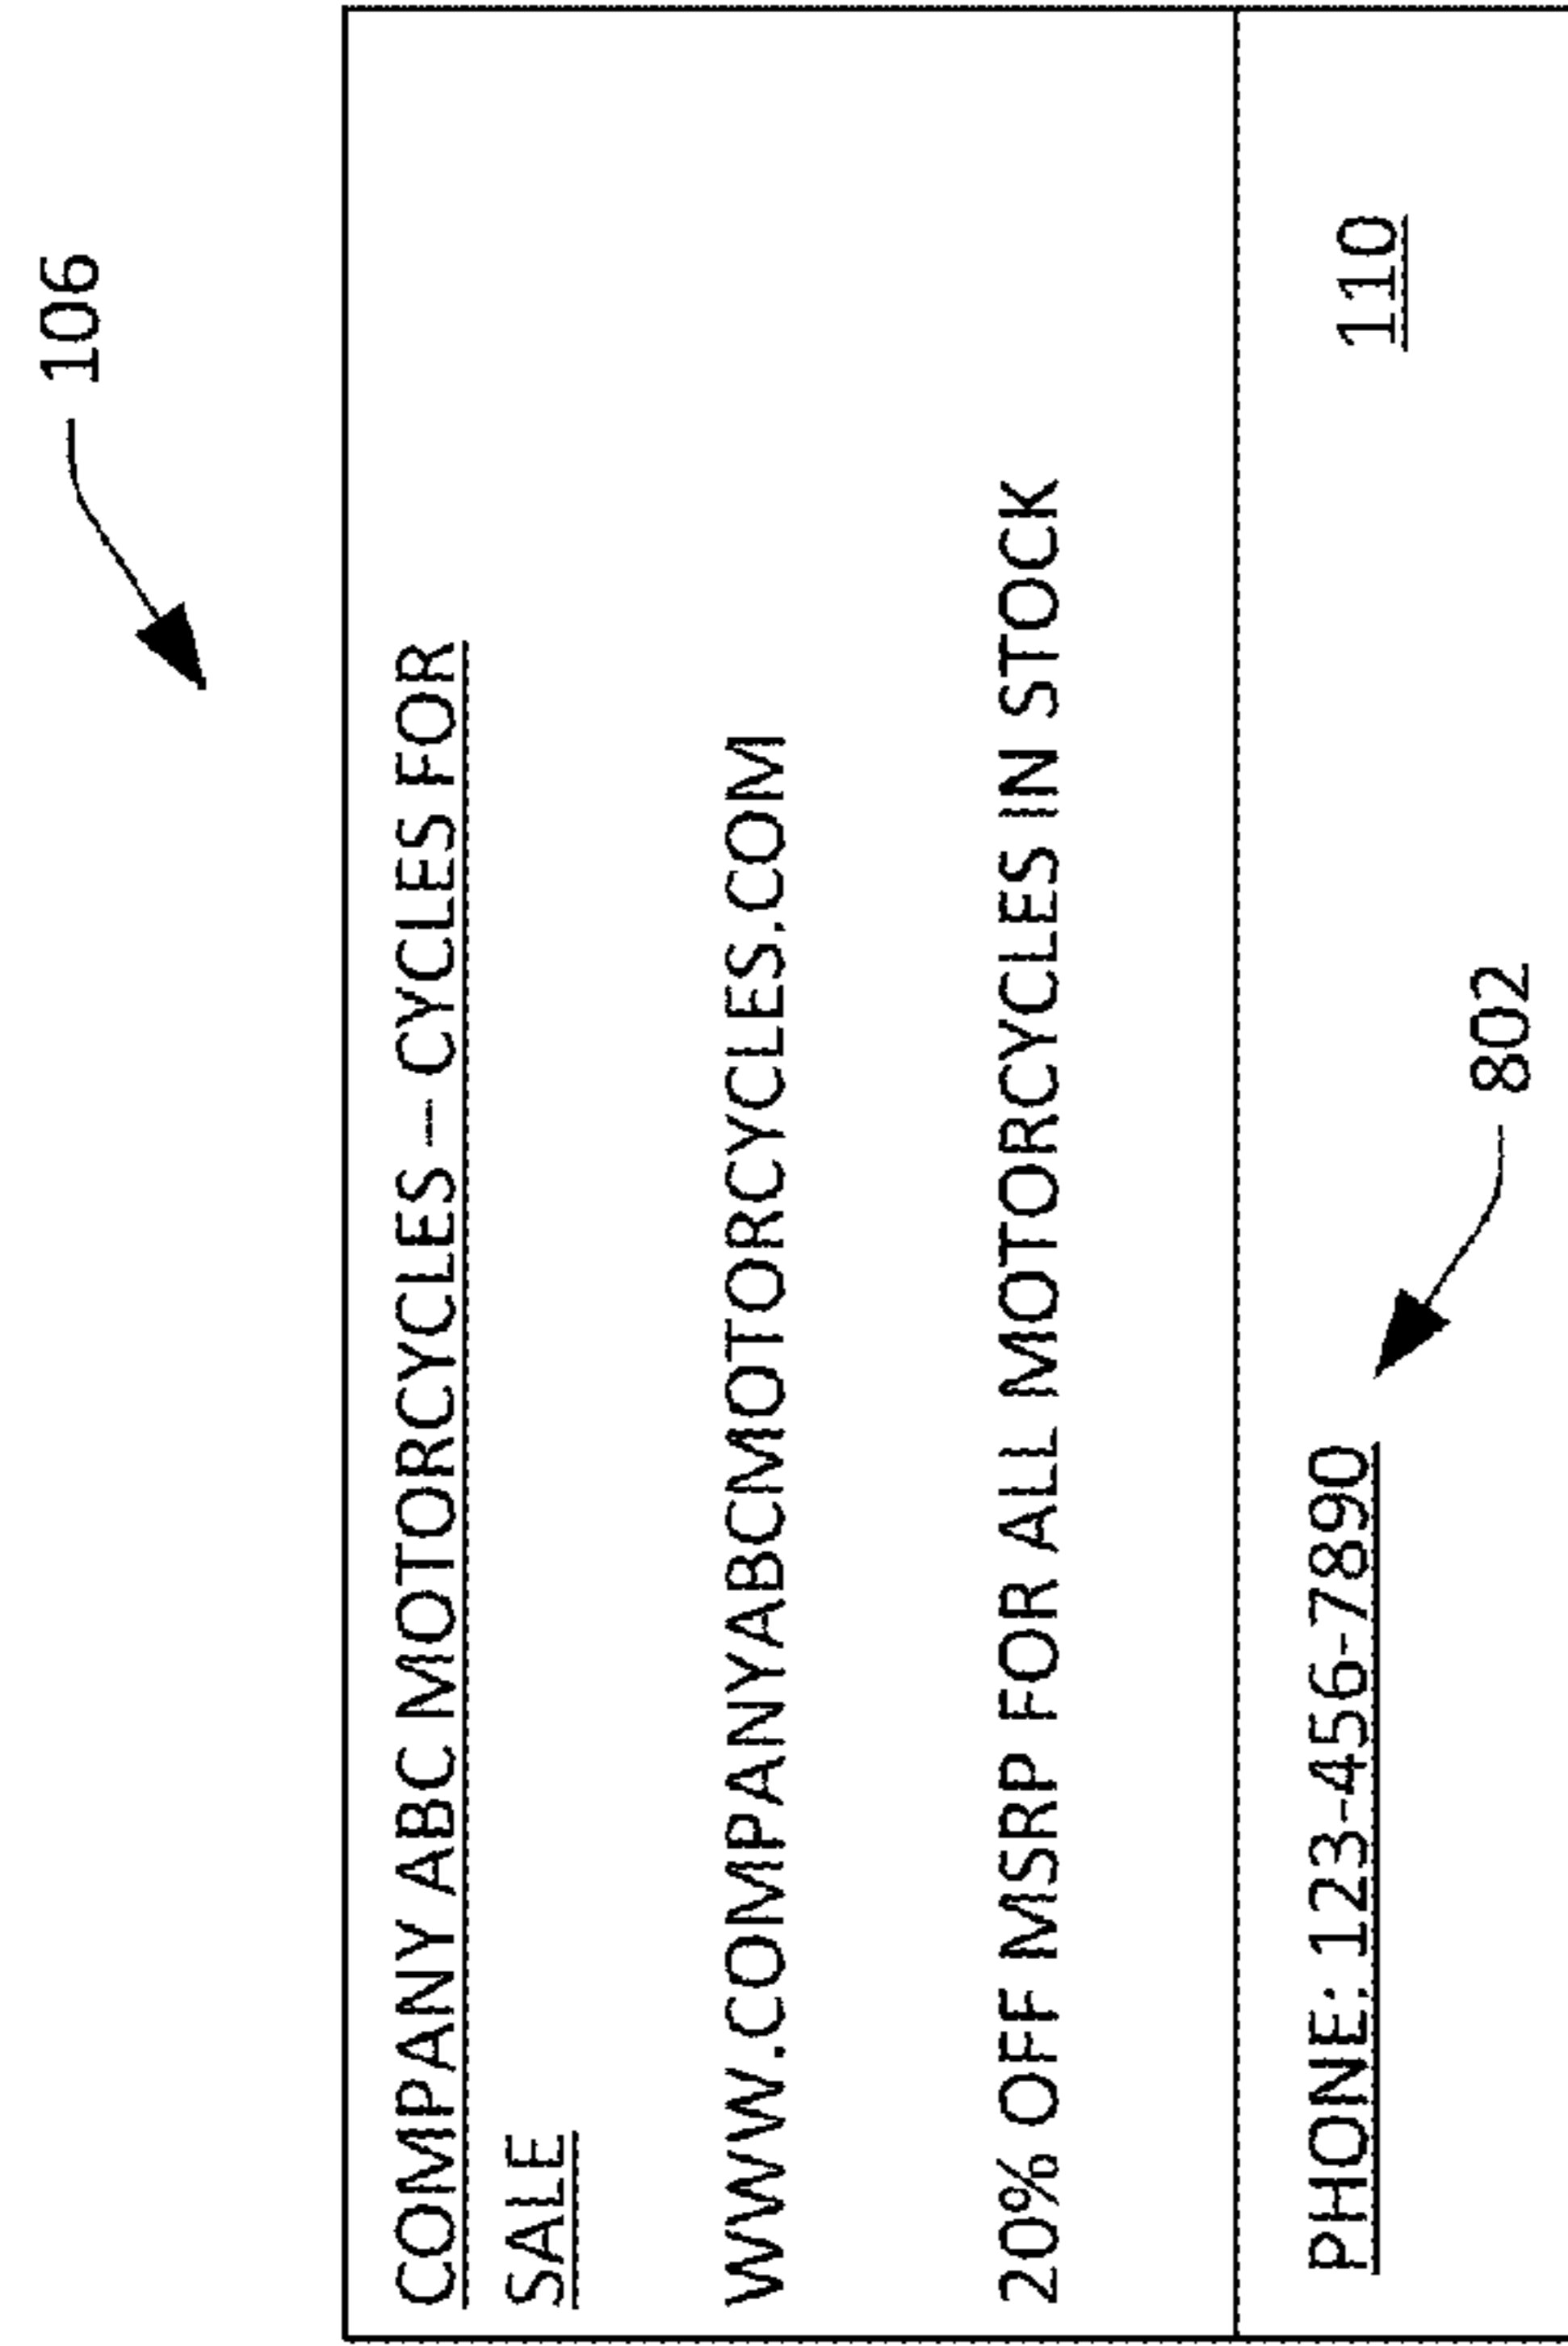 106
COMPANY ABC MOTORCYCLES – CYCLES FOR
SALE
WWW.COMPANYABCMOTORCYCLES.COM
20% OFF MSRP FOR ALL MOTORCYCLES IN STOCK
110
PHONE: 123-456-7890
802